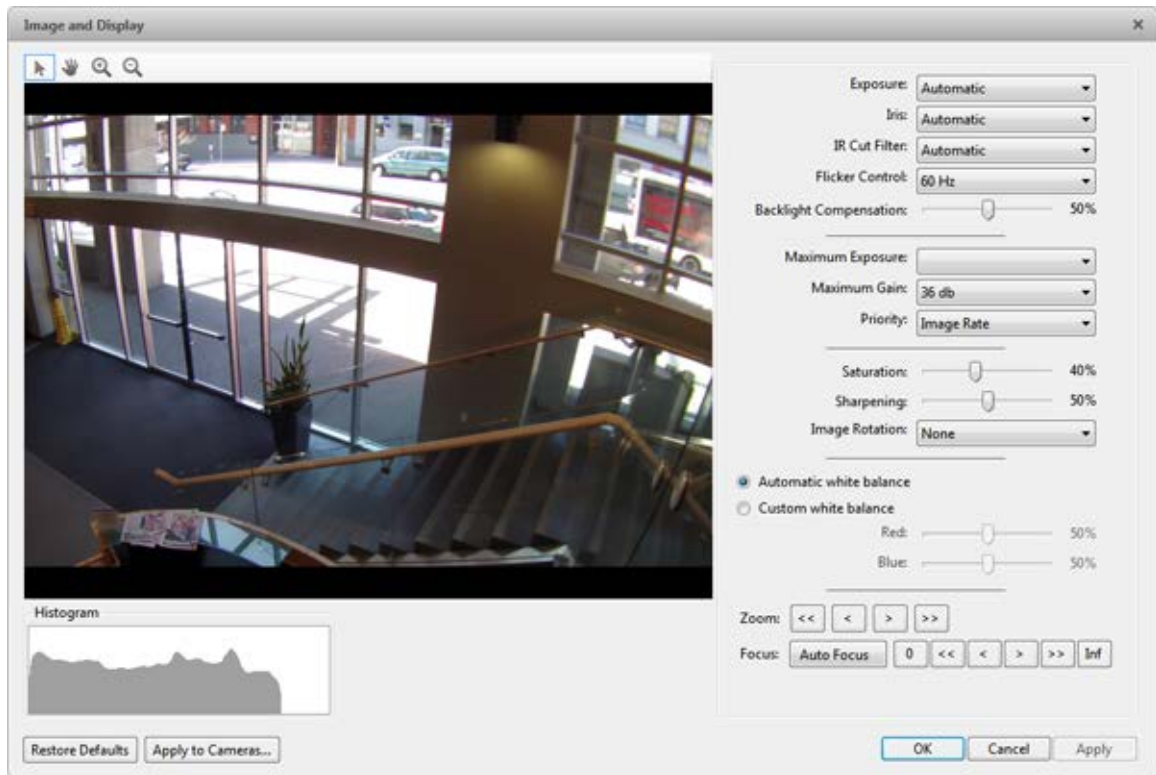 Image and Display
Exposure: Automatic
Iris: Automatic
IR Cut Filter: Automatic
Flicker Control: 60 Hz
Backlight Compensation: 50%
Maximum Exposure:
Maximum Gain: 36 db
Priority: Image Rate
Saturation: 40%
Sharpening: 50%
Image Rotation: None
Automatic white balance
Custom white balance
Red: 50%
Blue: 50%
Zoom: << < > >>
Focus: Auto Focus 0 << < > >> Inf
Histogram
Restore Defaults Apply to Cameras...
OK Cancel Apply